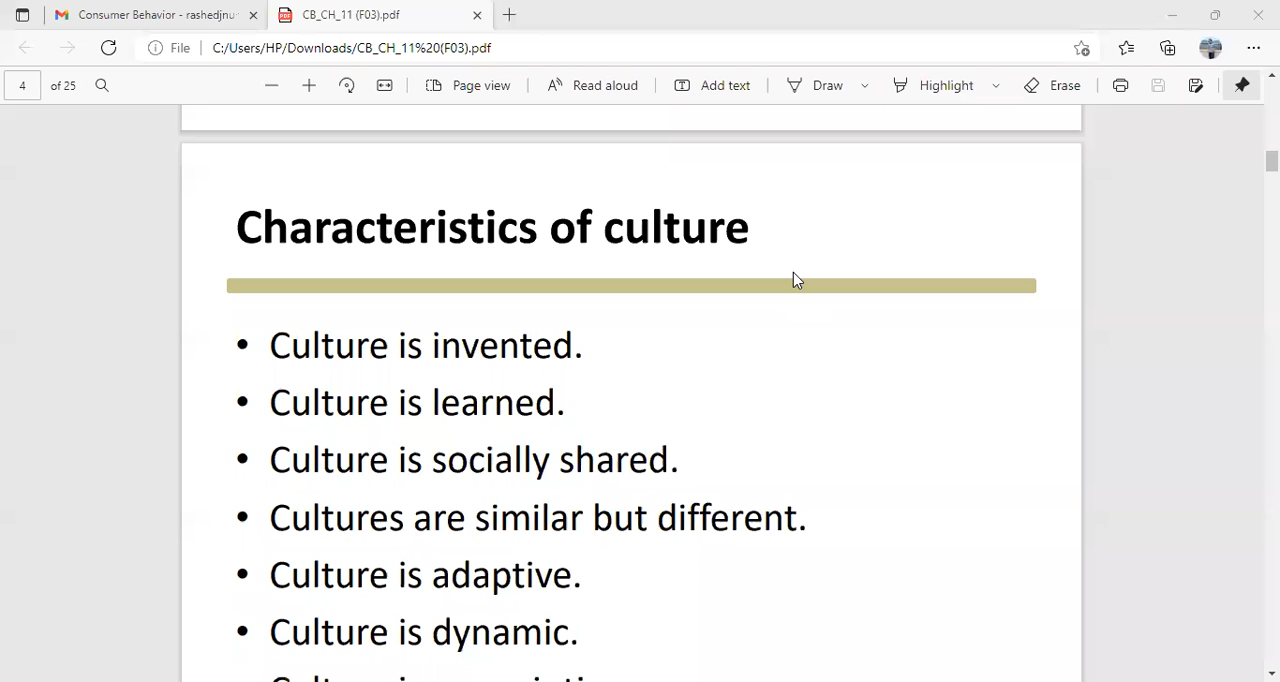 Consumer Behavior - rashedjnu
CB_CH_11 (F03).pdf
File
C:/Users/HP/Downloads/CB_CH_11%20(F03).pdf
4 of 25
Page view
Read aloud
Add text
Draw
Highlight
Erase
Characteristics of culture
• Culture is invented.
• Culture is learned.
• Culture is socially shared.
• Cultures are similar but different.
• Culture is adaptive.
• Culture is dynamic.